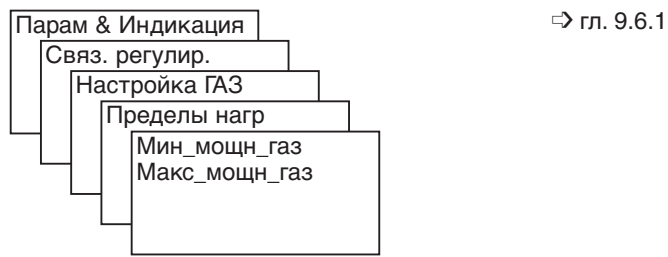 Парам & Индикация
➩ гл. 9.6.1
Связ. регулир.
Настройка ГАЗ
Пределы нагр
Мин_мощн_газ
Макс_мощн_газ